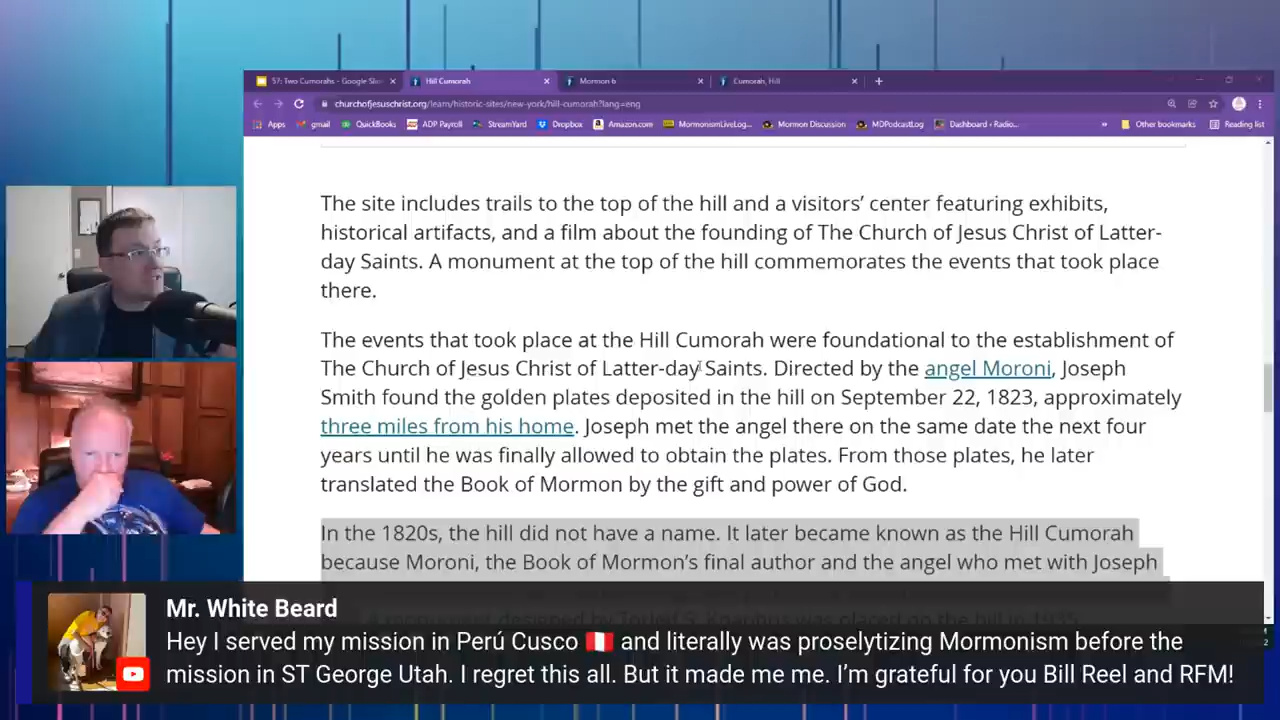 57: Two Cumorahs - Google Slid
Hill Cumorah
Mormon 6
Cumorah, Hill
churchofjesuschrist.org/learn/historic-sites/new-york/hill-cumorah?lang=eng
Apps gmail QuickBooks ADP Payroll StreamYard Dropbox Amazon.com MormonismLiveLog... Mormon Discussion MDPodcastLog Dashboard ‹ Radio... Other bookmarks Reading list
The site includes trails to the top of the hill and a visitors’ center featuring exhibits,
historical artifacts, and a film about the founding of The Church of Jesus Christ of Latter-
day Saints. A monument at the top of the hill commemorates the events that took place
there.
The events that took place at the Hill Cumorah were foundational to the establishment of
The Church of Jesus Christ of Latter-day Saints. Directed by the angel Moroni, Joseph
Smith found the golden plates deposited in the hill on September 22, 1823, approximately
three miles from his home. Joseph met the angel there on the same date the next four
years until he was finally allowed to obtain the plates. From those plates, he later
translated the Book of Mormon by the gift and power of God.
In the 1820s, the hill did not have a name. It later became known as the Hill Cumorah
because Moroni, the Book of Mormon’s final author and the angel who met with Joseph
Mr. White Beard
Hey I served my mission in Perú Cusco 🇵🇪 and literally was proselytizing Mormonism before the
mission in ST George Utah. I regret this all. But it made me me. I’m grateful for you Bill Reel and RFM!